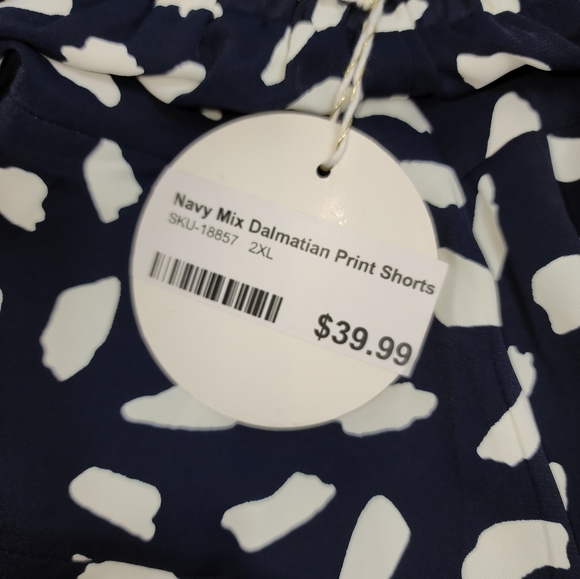 Navy Mix Dalmatian Print Shorts
SKU-18857 2XL
$39.99